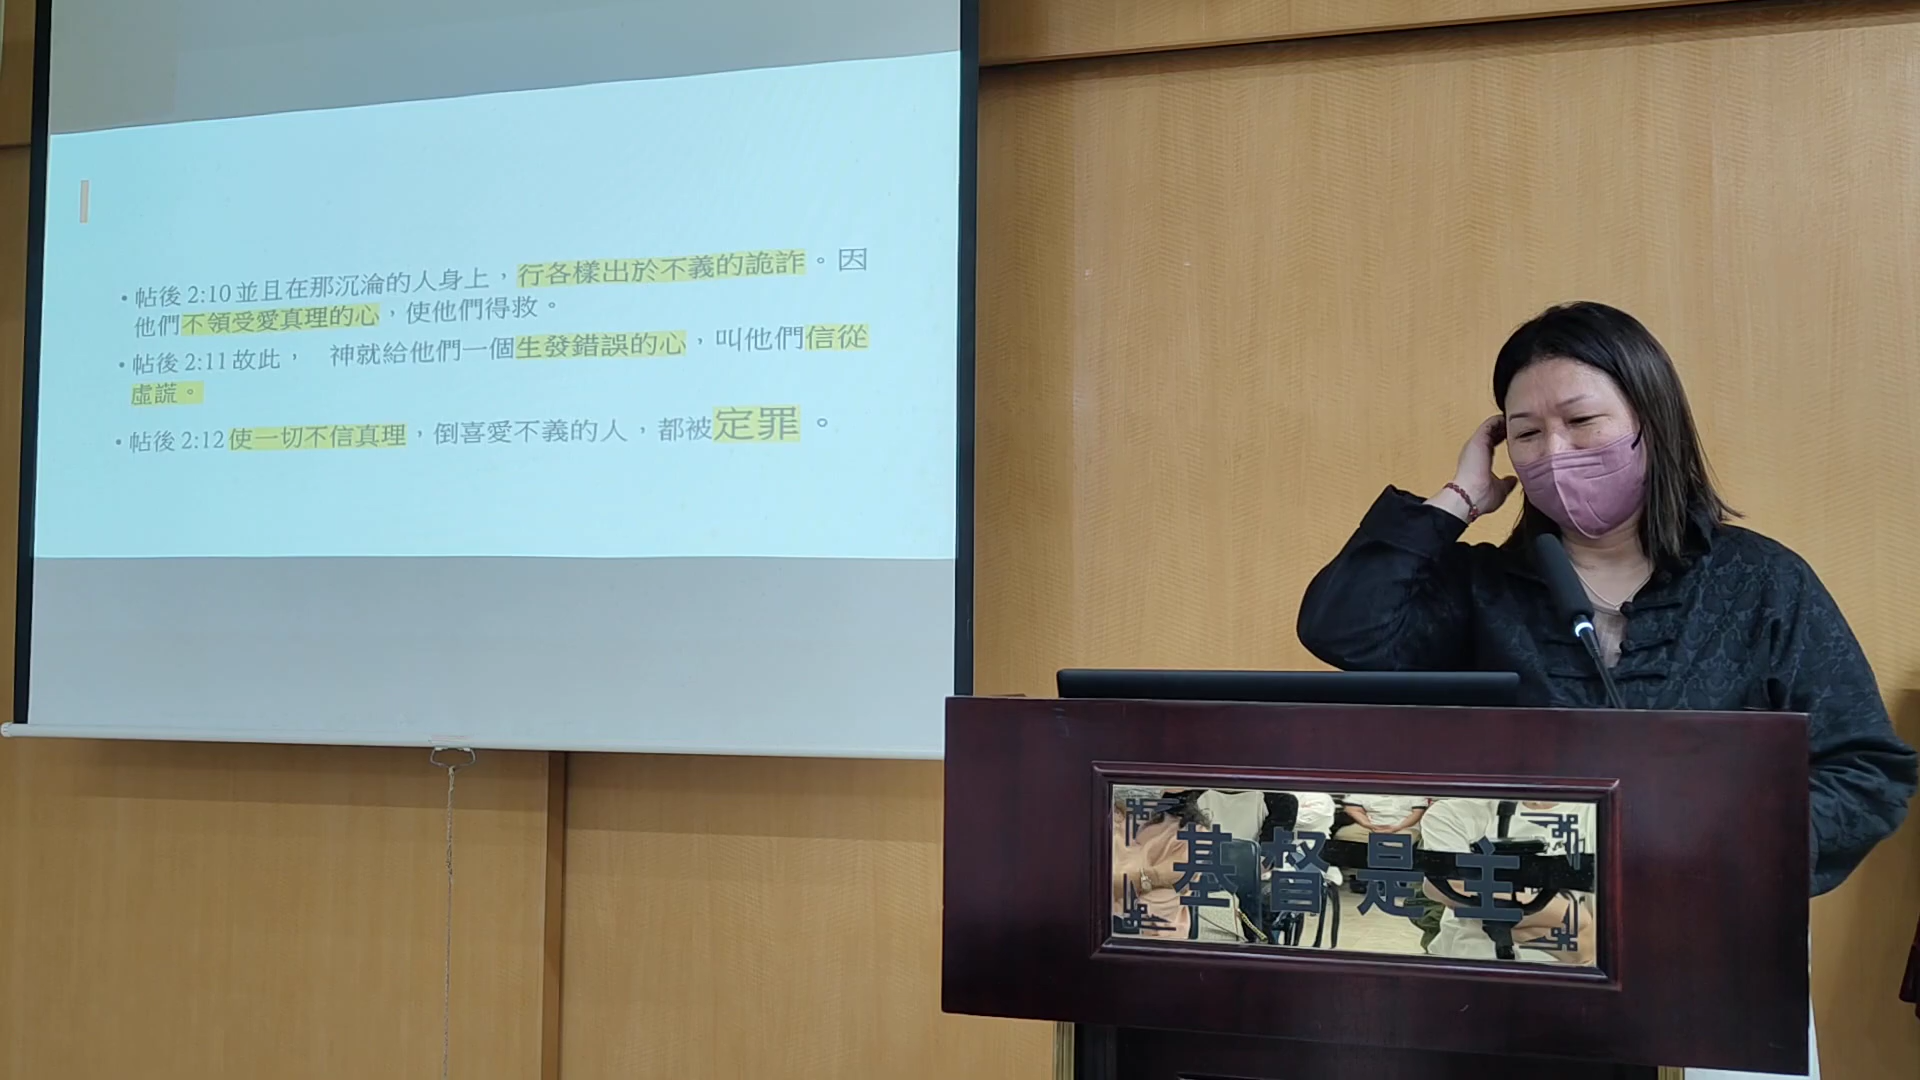 • 帖後 2:10 並且在那沉淪的人身上，行各樣出於不義的詭詐。因
他們不領受愛真理的心，使他們得救。
• 帖後 2:11 故此，　神就給他們一個生發錯誤的心，叫他們信從
虛謊。
• 帖後 2:12 使一切不信真理，倒喜愛不義的人，都被定罪。
基督是主